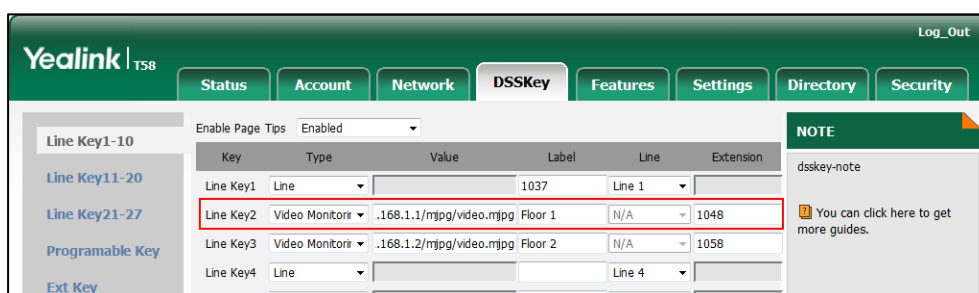 Log_Out
Yealink | T58
Status Account Network DSSKey Features Settings Directory Security
Line Key1-10
Line Key11-20
Line Key21-27
Programable Key
Ext Key
Enable Page Tips Enabled
Key Type Value Label Line Extension
Line Key1 Line 1037 Line 1
Line Key2 Video Monitorir .168.1.1/mjpg/video.mjpg Floor 1 N/A 1048
Line Key3 Video Monitorir .168.1.2/mjpg/video.mjpg Floor 2 N/A 1058
Line Key4 Line Line 4
NOTE
dsskey-note
You can click here to get
more guides.